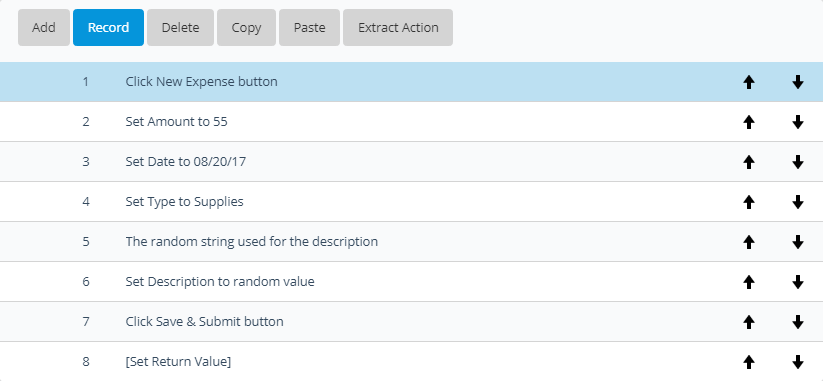 Add Record Delete Copy Paste Extract Action
1 Click New Expense button
2 Set Amount to 55
3 Set Date to 08/20/17
4 Set Type to Supplies
5 The random string used for the description
6 Set Description to random value
7 Click Save & Submit button
8 [Set Return Value]